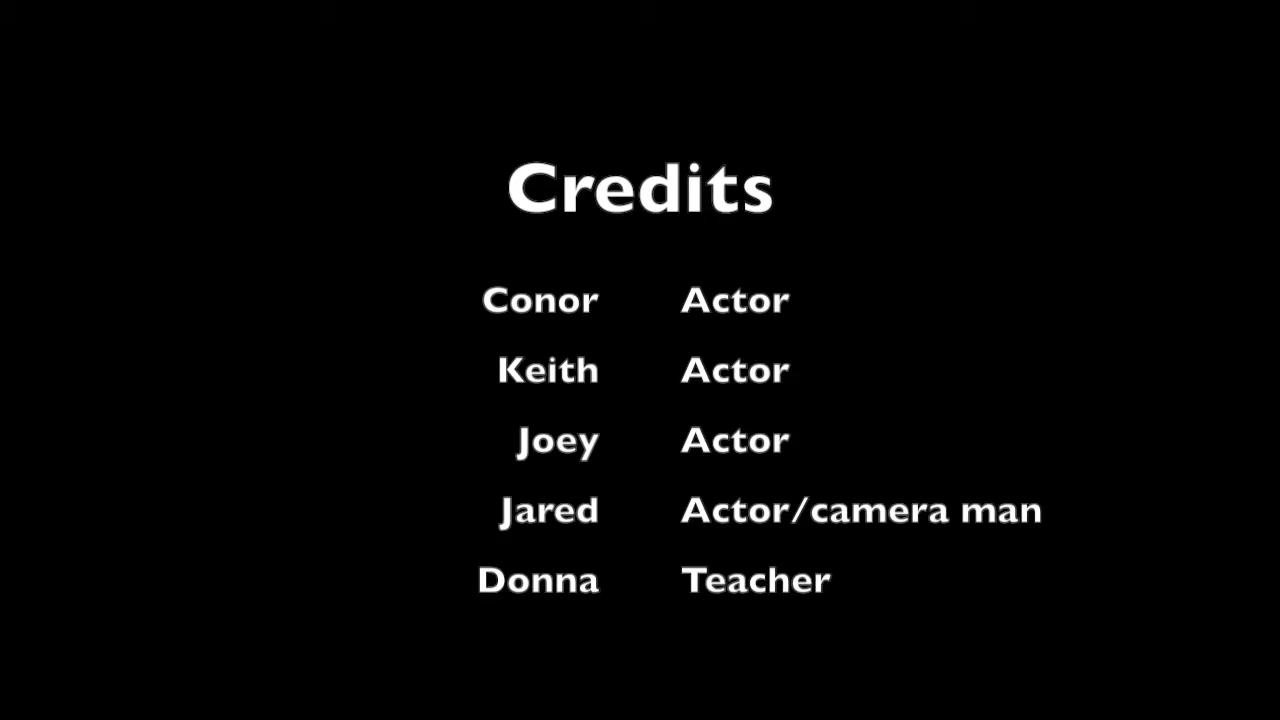 Credits
Conor Actor
Keith Actor
Joey Actor
Jared Actor/camera man
Donna Teacher